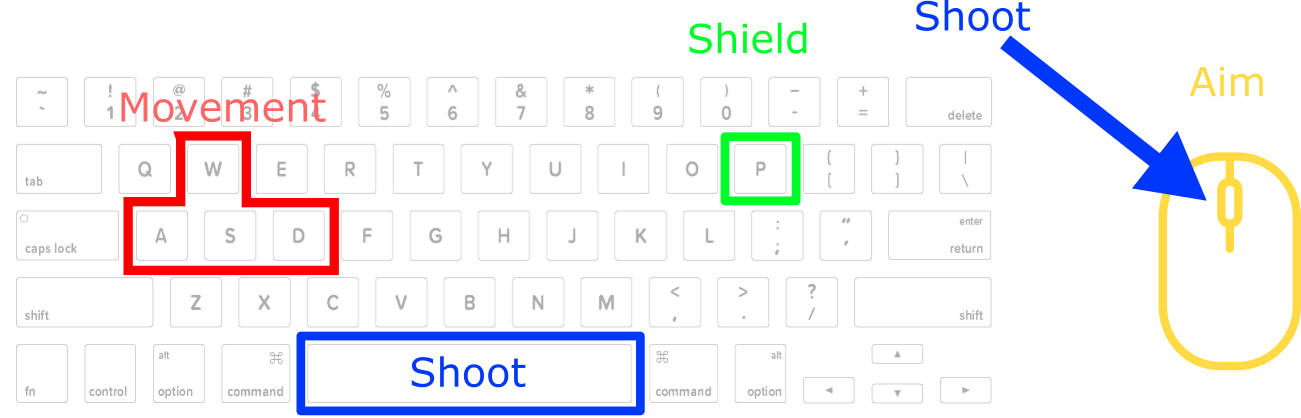 Shoot
Shield
Aim
Movement
~ ! @ # $ % ^ & * ( ) – +
` 1 2 3 4 5 6 7 8 9 0 - = delete
tab Q W E R T Y U I O P { [ } ] | \
caps lock A S D F G H J K L : ; " ' enter return
shift Z X C V B N M < , > . ? / shift
fn control alt option ⌘ command Shoot ⌘ command alt option ◄ ▲ ▼ ►